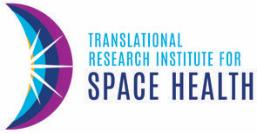 TRANSLATIONAL
RESEARCH INSTITUTE FOR
SPACE HEALTH